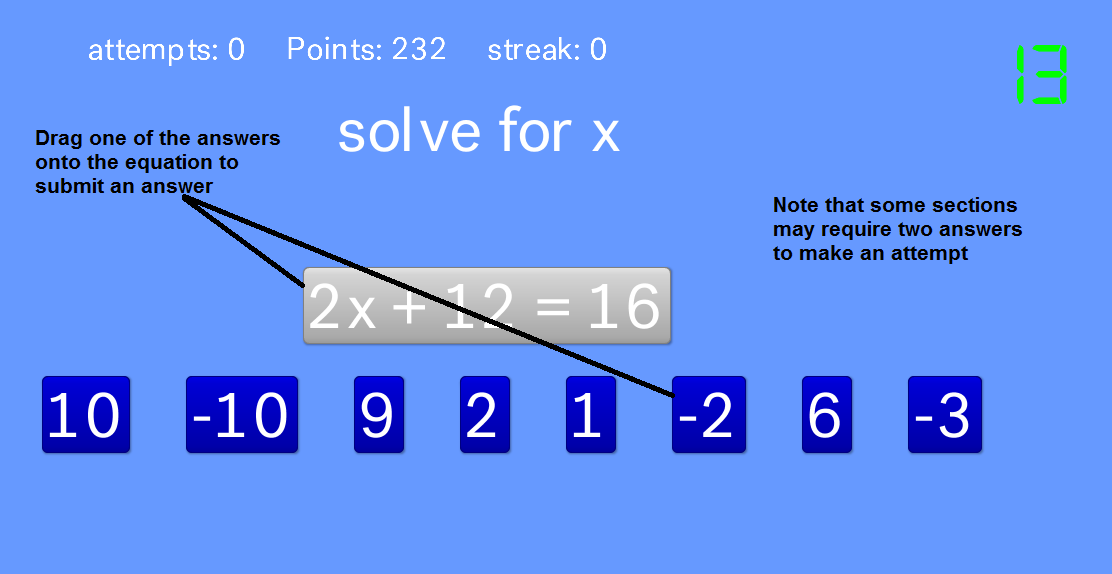 attempts: 0 Points: 232 streak: 0
13
solve for x
Drag one of the answers
onto the equation to
submit an answer
Note that some sections
may require two answers
to make an attempt
2x + 12 = 16
10 -10 9 2 1 -2 6 -3